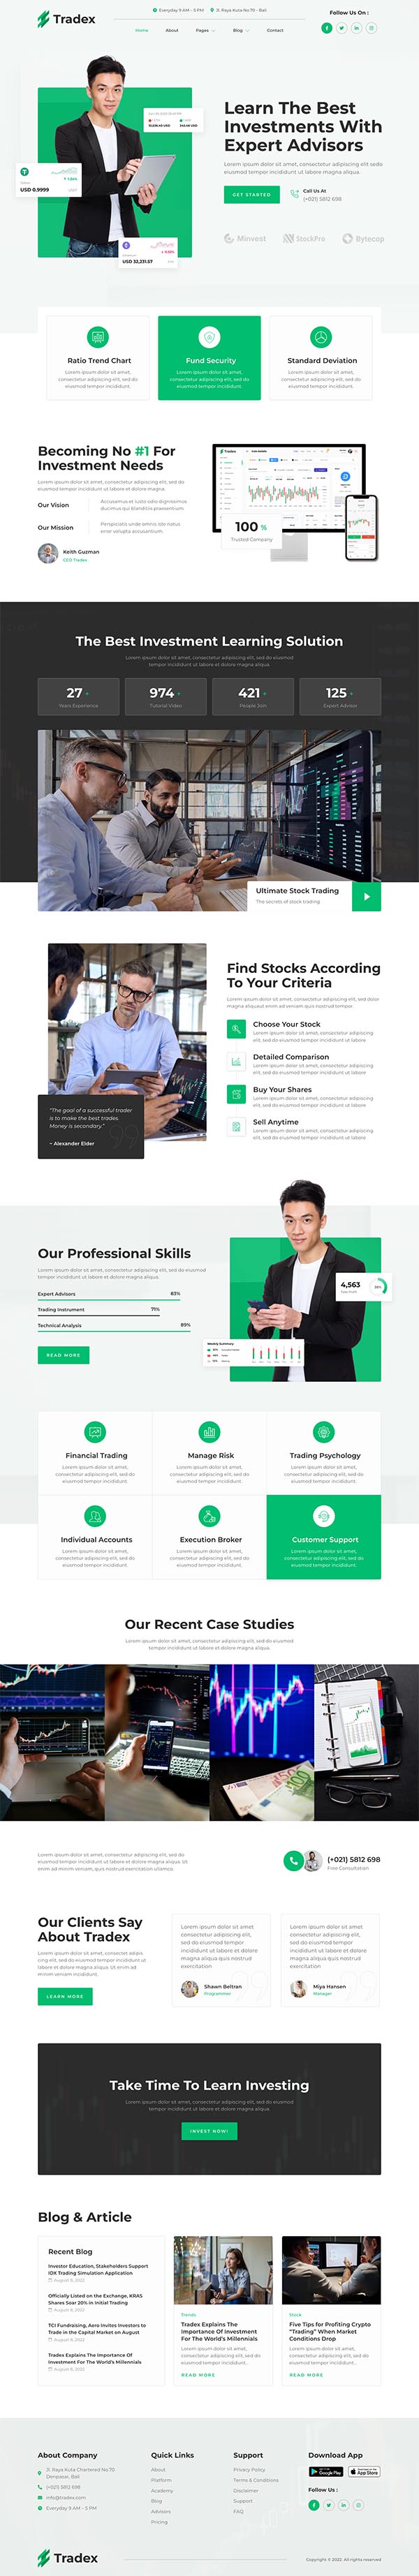 Tradex
Everyday 9 AM - 5 PM
Jl. Raya Kuta No.70 - Bali
Follow Us On :
Home
About
Pages
Blog
Contact
Learn The Best
Investments With
Expert Advisors
Lorem ipsum dolor sit amet, consectetur adipiscing elit sedo
eiusmod tempor incididunt ut labore magna aliqua.
GET STARTED
Call Us At
(+021) 5812 698
USD 0.9999
USD 32,231.57
Minvest
StockPro
Bytecap
Ratio Trend Chart
Lorem ipsum dolor sit amet,
consectetur adipiscing elit, sed do
eiusmod tempor incididunt
Fund Security
Lorem ipsum dolor sit amet,
consectetur adipiscing elit, sed do
eiusmod tempor incididunt
Standard Deviation
Lorem ipsum dolor sit amet,
consectetur adipiscing elit, sed do
eiusmod tempor incididunt
Becoming No #1 For
Investment Needs
Lorem ipsum dolor sit amet, consectetur adipiscing elit, sed do
eiusmod tempor incididunt ut labore et dolore magna.
Our Vision
Accusamus et iusto odio dignissimos
ducimus qui blanditiis praesentium
Our Mission
Perspiciatis unde omnis iste natus
error volupta accusantium.
Keith Guzman
CEO Tradex
Tradex
100 %
Trusted Company
The Best Investment Learning Solution
Lorem ipsum dolor sit amet, consectetur adipiscing elit, sed do eiusmod
tempor incididunt ut labore et dolore magna aliqua.
27 +
Years Experience
974 +
Tutorial Video
421 +
People Join
125 +
Expert Advisor
Ultimate Stock Trading
The secrets of stock trading
Find Stocks According
To Your Criteria
Lorem ipsum dolor sit amet, consectetur adipiscing elit, sed dolor
magna aliquan eiusmod tempor.
Choose Your Stock
Lorem ipsum dolor sit amet, consectetur adipiscing
elit, sed do eiusmod tempor incididunt ut labore
Detailed Comparison
Lorem ipsum dolor sit amet, consectetur adipiscing
elit, sed do eiusmod tempor incididunt ut labore
Buy Your Shares
Lorem ipsum dolor sit amet, consectetur adipiscing
elit, sed do eiusmod tempor incididunt ut labore
Sell Anytime
Lorem ipsum dolor sit amet, consectetur adipiscing
elit, sed do eiusmod tempor incididunt ut labore
"The goal of a successful trader
is to make the best trades.
Money is secondary."
~ Alexander Elder
Our Professional Skills
Lorem ipsum dolor sit amet, consectetur adipiscing elit, sed do eiusmod
tempor incididunt ut labore et dolore magna aliqua.
Expert Advisors 83%
Trading Instrument 71%
Technical Analysis 89%
READ MORE
4,563
Weekly Summary
Financial Trading
Lorem ipsum dolor sit amet,
consectetur adipiscing elit, sed do
eiusmod tempor incididunt.
Manage Risk
Lorem ipsum dolor sit amet,
consectetur adipiscing elit, sed do
eiusmod tempor incididunt.
Trading Psychology
Lorem ipsum dolor sit amet,
consectetur adipiscing elit, sed do
eiusmod tempor incididunt.
Individual Accounts
Lorem ipsum dolor sit amet,
consectetur adipiscing elit, sed do
eiusmod tempor incididunt.
Execution Broker
Lorem ipsum dolor sit amet,
consectetur adipiscing elit, sed do
eiusmod tempor incididunt.
Customer Support
Lorem ipsum dolor sit amet,
consectetur adipiscing elit, sed do
eiusmod tempor incididunt.
Our Recent Case Studies
Lorem ipsum dolor sit amet, consectetur adipiscing elit, sed do eiusmod
tempor incididunt ut labore et dolore magna aliqua.
Lorem ipsum dolor sit amet, consectetur adipiscing elit, sed do
eiusmod tempor incididunt ut labore et dolore magna aliqua. Ut
enim ad minim veniam, quis nostrud exercitation ullamco.
(+021) 5812 698
Free Consultation
Our Clients Say
About Tradex
Lorem ipsum dolor sit amet, consectet adipis
cing elit, sed do eiusmod tempor incididunt ut
labore et dolore magna aliqua. Ut enim ad
minim veniam incididunt.
LEARN MORE
Lorem ipsum dolor sit amet
consectetur adipiscing elit,
sed do eiusmod tempor
incididunt ut labore et dolore
magna aliqua quis nostrud
exercitation
Shawn Beltran
Programmer
Lorem ipsum dolor sit amet
consectetur adipiscing elit,
sed do eiusmod tempor
incididunt ut labore et dolore
magna aliqua quis nostrud
exercitation
Miya Hansen
Manager
Take Time To Learn Investing
Lorem ipsum dolor sit amet, consectetur adipiscing elit, sed do eiusmod
tempor incididunt ut labore et dolore magna aliqua.
INVEST NOW!
Blog & Article
Recent Blog
Investor Education, Stakeholders Support
IDX Trading Simulation Application
August 8, 2022
Officially Listed on the Exchange, KRAS
Shares Soar 20% in Initial Trading
August 8, 2022
TCI Fundraising, Aero Invites Investors to
Trade in the Capital Market on August
August 8, 2022
Tradex Explains The Importance Of
Investment For The World's Millennials
August 8, 2022
Trends
Tradex Explains The
Importance Of Investment
For The World's Millennials
Lorem ipsum dolor sit amet,
consectetur adipiscing elit, sed do
eiusmod tempor incididunt...
READ MORE
Stock
Five Tips for Profiting Crypto
"Trading" When Market
Conditions Drop
Lorem ipsum dolor sit amet,
consectetur adipiscing elit, sed do
eiusmod tempor incididunt...
READ MORE
About Company
Jl. Raya Kuta Chartered No.70
Denpasar, Bali
(+021) 5812 698
info@tradex.com
Everyday 9 AM - 5 PM
Quick Links
About
Platform
Academy
Blog
Advisors
Pricing
Support
Privacy Policy
Terms & Conditions
Disclaimer
Support
FAQ
Download App
Google Play
App Store
Follow Us :
Tradex
Copyright © 2022. All rights reserved